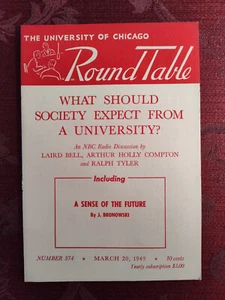 THE UNIVERSITY OF CHICAGO
Round Table
WHAT SHOULD
SOCIETY EXPECT FROM
A UNIVERSITY?
An NBC Radio Discussion by
LAIRD BELL, ARTHUR HOLLY COMPTON
and RALPH TYLER
Including
A SENSE OF THE FUTURE
By J. BRONOWSKI
NUMBER 574 • MARCH 20, 1949 • 10 cents
Yearly subscription $3.00